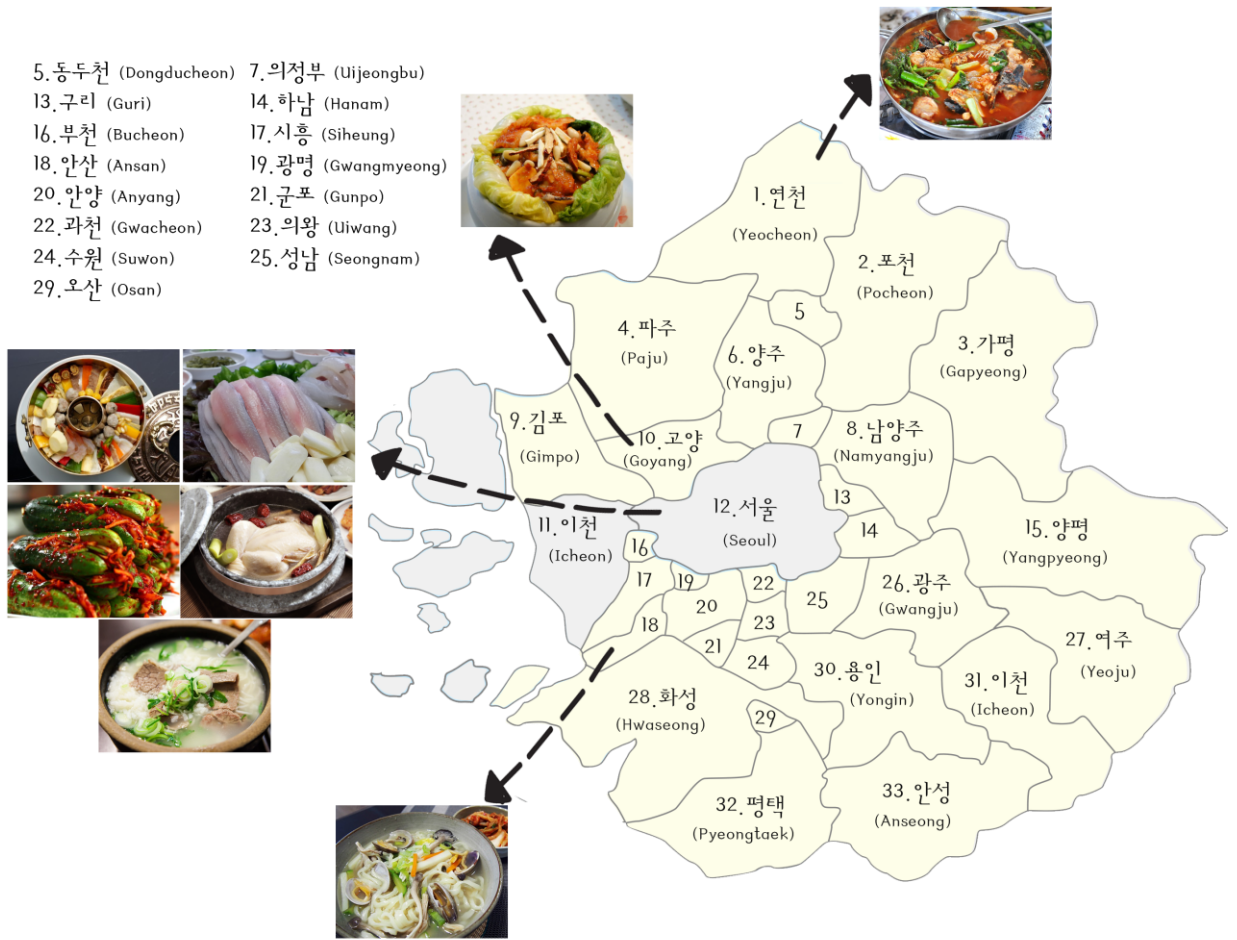 5.동두천 (Dongducheon) 7.의정부 (Uijeongbu)
13.구리 (Guri) 14.하남 (Hanam)
16.부천 (Bucheon) 17.시흥 (Siheung)
18.안산 (Ansan) 19.광명 (Gwangmyeong)
20.안양 (Anyang) 21.군포 (Gunpo)
22.과천 (Gwacheon) 23.의왕 (Uiwang)
24.수원 (Suwon) 25.성남 (Seongnam)
29.오산 (Osan)
1.연천
(Yeocheon)
2.포천
(Pocheon)
3.가평
(Gapyeong)
4.파주
(Paju)
5
6.양주
(Yangju)
7
8.남양주
(Namyangju)
9.김포
(Gimpo)
10.고양
(Goyang)
11.이천
(Icheon)
12.서울
(Seoul)
13
14
15.양평
(Yangpyeong)
16
17
18
19
20
21
22
23
24
25
26.광주
(Gwangju)
27.여주
(Yeoju)
28.화성
(Hwaseong)
29
30.용인
(Yongin)
31.이천
(Icheon)
32.평택
(Pyeongtaek)
33.안성
(Anseong)